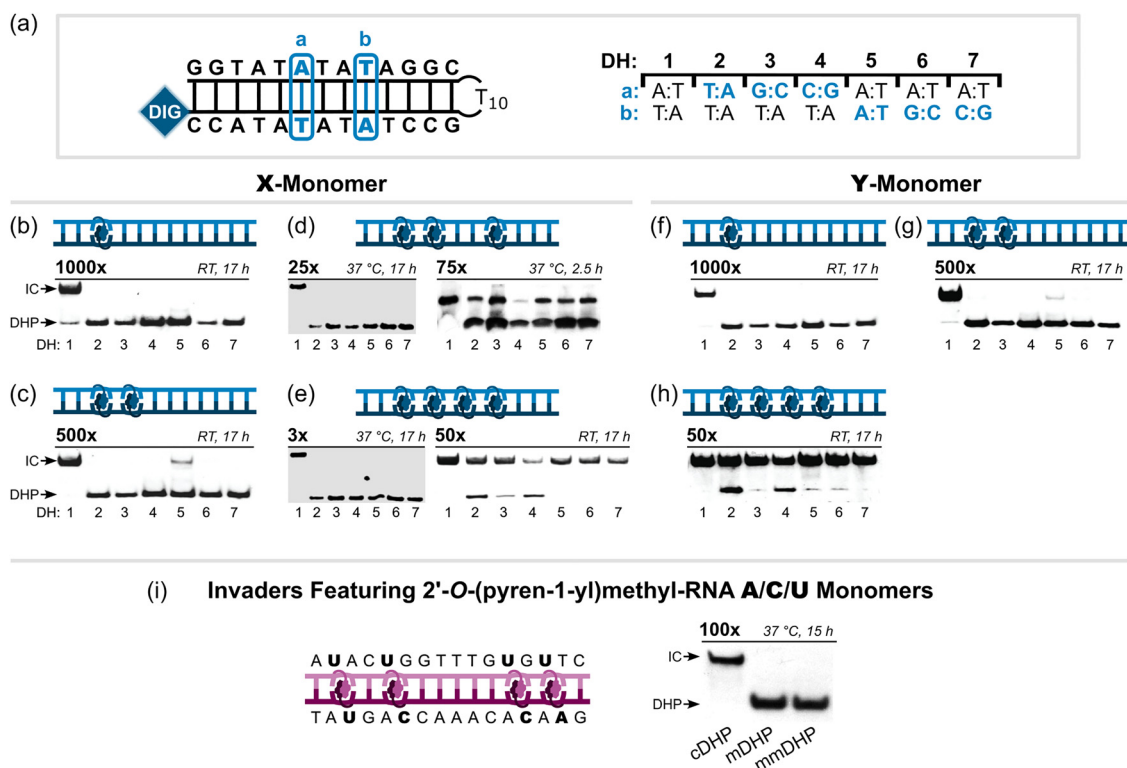 (a)
a b
G G T A T A T A T A G G C
DIG
T10
C C A T A T A T A T C C G
DH: 1 2 3 4 5 6 7
a: A:T T:A G:C C:G A:T A:T A:T
b: T:A T:A T:A T:A A:T G:C C:G
X-Monomer
Y-Monomer
(b)
1000x RT, 17 h
IC
DHP
DH: 1 2 3 4 5 6 7
(d)
25x 37 °C, 17 h
1 2 3 4 5 6 7
75x 37 °C, 2.5 h
1 2 3 4 5 6 7
(f)
1000x RT, 17 h
1 2 3 4 5 6 7
(g)
500x RT, 17 h
1 2 3 4 5 6 7
(c)
500x RT, 17 h
IC
DHP
DH: 1 2 3 4 5 6 7
(e)
3x 37 °C, 17 h
1 2 3 4 5 6 7
50x RT, 17 h
1 2 3 4 5 6 7
(h)
50x RT, 17 h
1 2 3 4 5 6 7
(i) Invaders Featuring 2'-O-(pyren-1-yl)methyl-RNA A/C/U Monomers
A U A C U G G T T T G U G U T C
T A U G A C C A A A C A C A A G
100x 37 °C, 15 h
IC
DHP
cDHP
mDHP
mmDHP